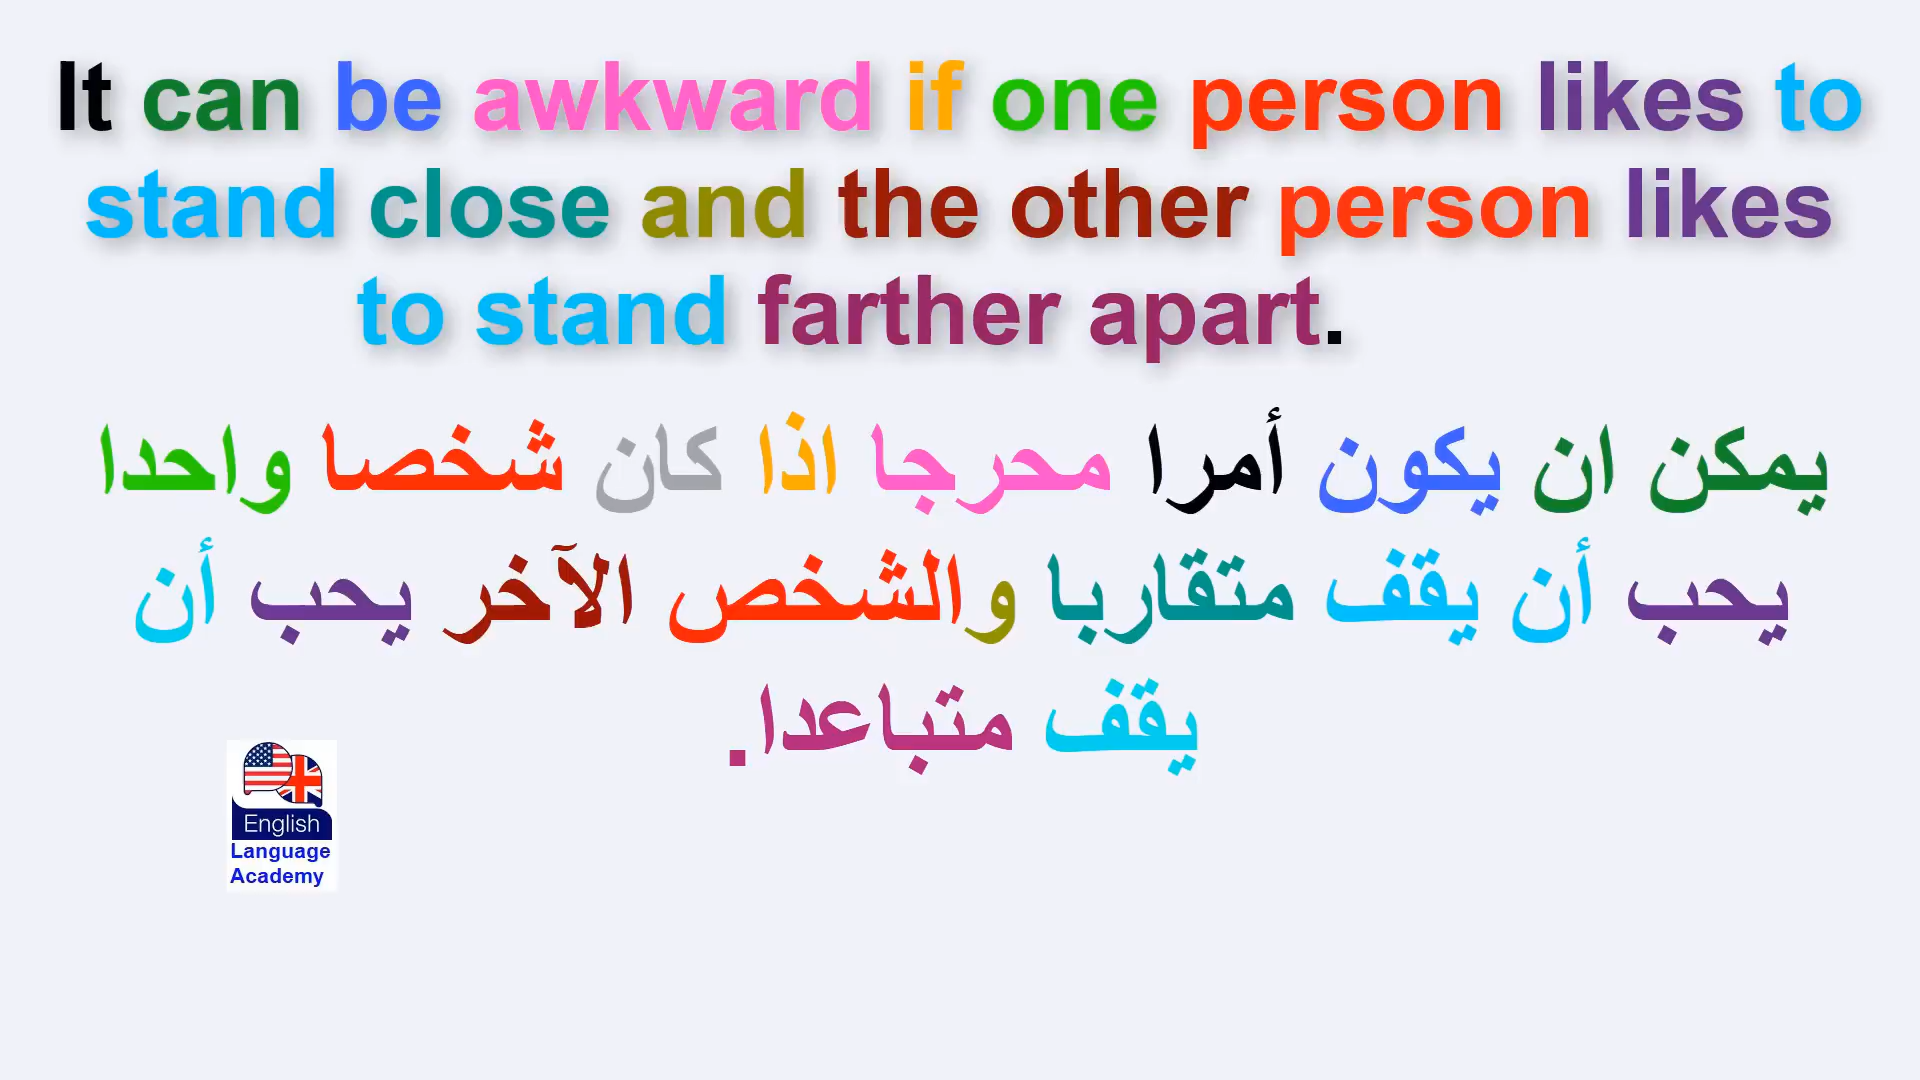 It can be awkward if one person likes to
stand close and the other person likes
to stand farther apart.
يمكن ان يكون أمرا محرجا اذا كان شخصا واحدا
يحب أن يقف متقاربا والشخص الآخر يحب أن
يقف متباعدا.
English
Language
Academy